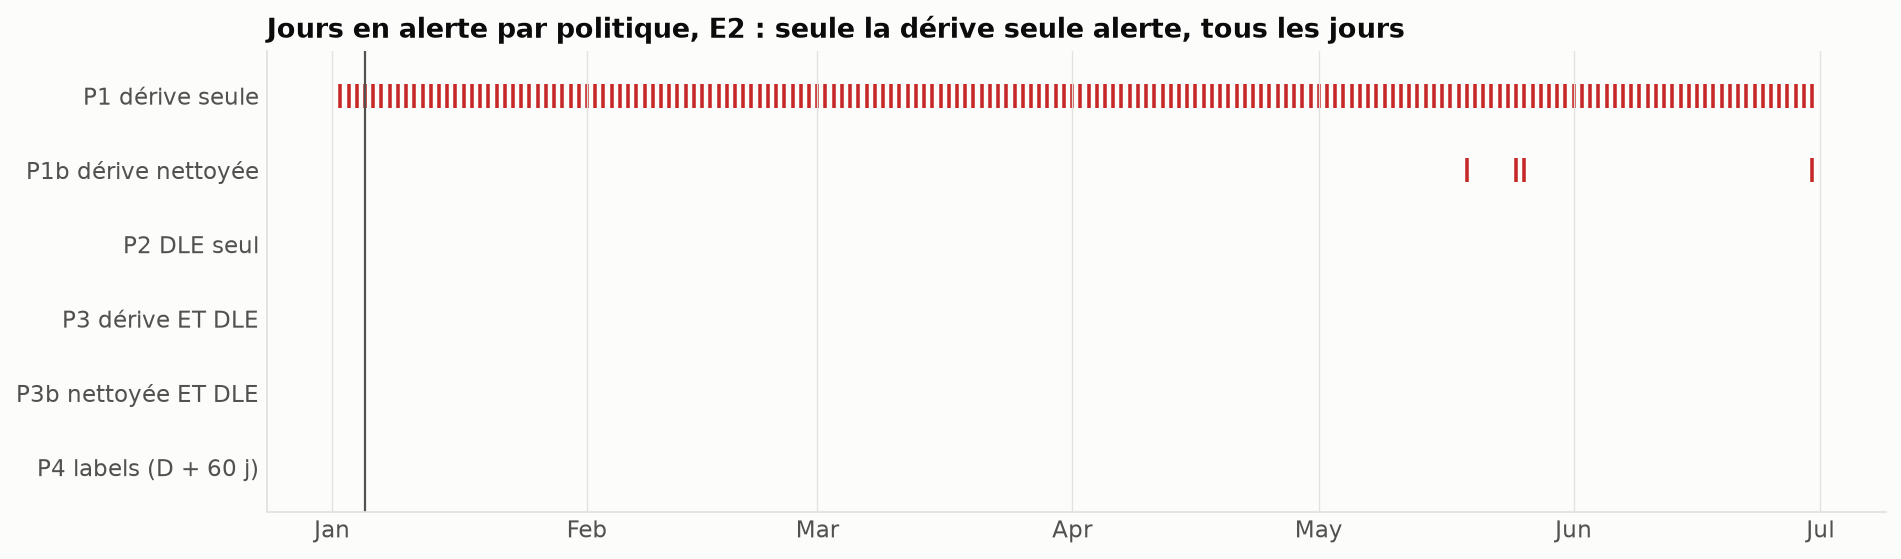 Jours en alerte par politique, E2 : seule la dérive seule alerte, tous les jours
P1 dérive seule
P1b dérive nettoyée
P2 DLE seul
P3 dérive ET DLE
P3b nettoyée ET DLE
P4 labels (D + 60 j)
Jan Feb Mar Apr May Jun Jul